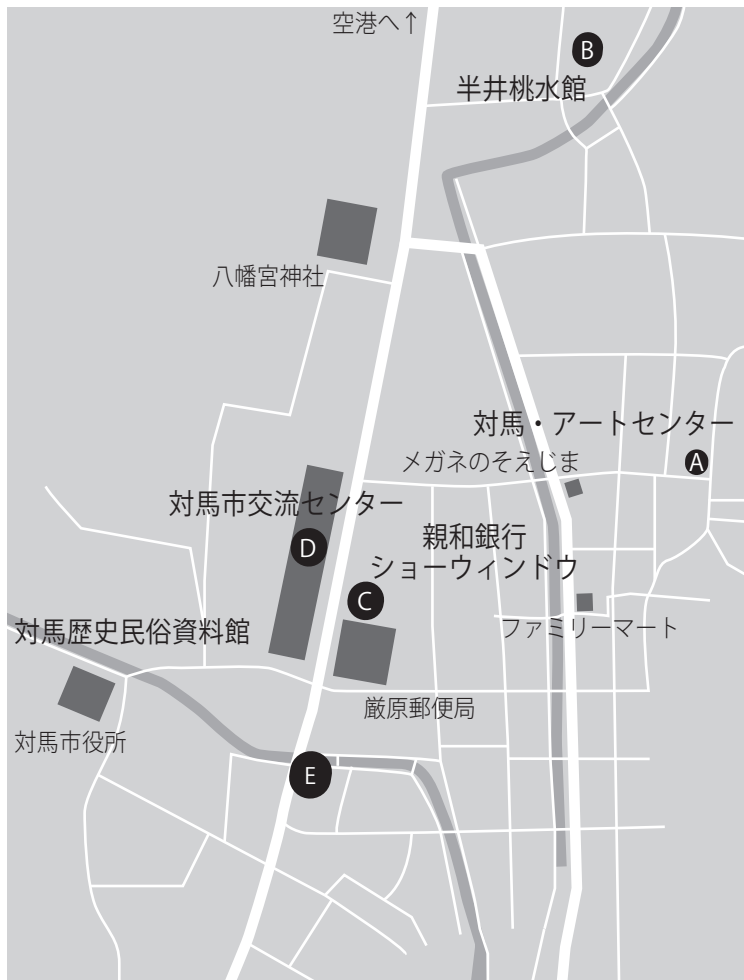 空港へ↑
B
半井桃水館
八幡宮神社
対馬・アートセンター
メガネのそえじま
A
対馬市交流センター
D
親和銀行
ショーウィンドウ
C
ファミリーマート
対馬歴史民俗資料館
厳原郵便局
対馬市役所
E